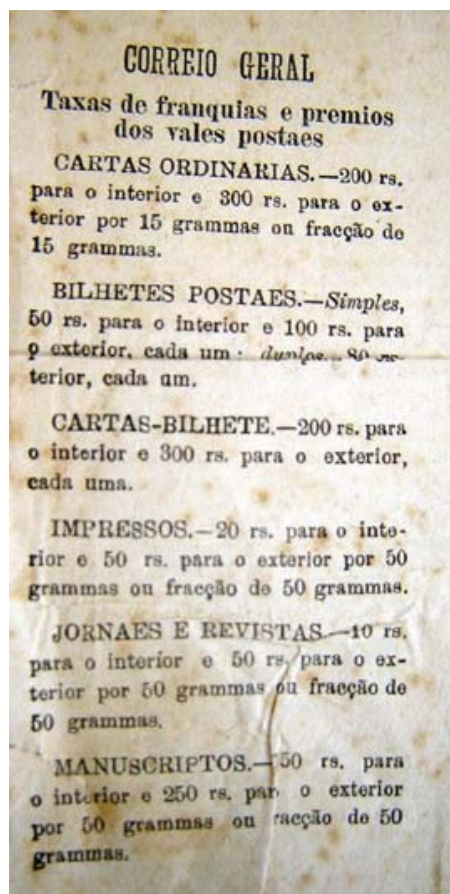 CORREIO GERAL
Taxas de franquias e premios
dos vales postaes
CARTAS ORDINARIAS.—200 rs.
para o interior e 300 rs. para o ex-
terior por 15 grammas ou fracção de
15 grammas.
BILHETES POSTAES.—Simples,
50 rs. para o interior e 100 rs. para
o exterior, cada um; duplos
terior, cada um.
CARTAS-BILHETE.—200 rs. para
o interior e 300 rs. para o exterior,
cada uma.
IMPRESSOS.—20 rs. para o inte-
rior e 50 rs. para o exterior por 50
grammas ou fracção de 50 grammas.
JORNAES E REVISTAS.—10 rs.
para o interior e 50 rs. para o ex-
terior por 50 grammas ou fracção de
50 grammas.
MANUSCRIPTOS.—50 rs. para
o interior e 250 rs. par o exterior
por 50 grammas ou racção de 50
grammas.